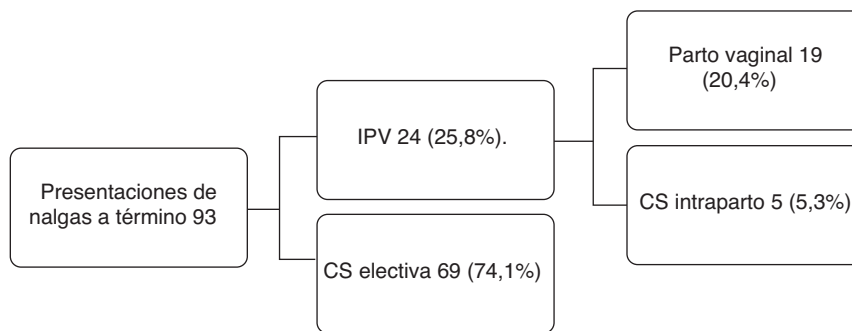 Presentaciones de
nalgas a término 93
IPV 24 (25,8%).
CS electiva 69 (74,1%)
Parto vaginal 19
(20,4%)
CS intraparto 5 (5,3%)